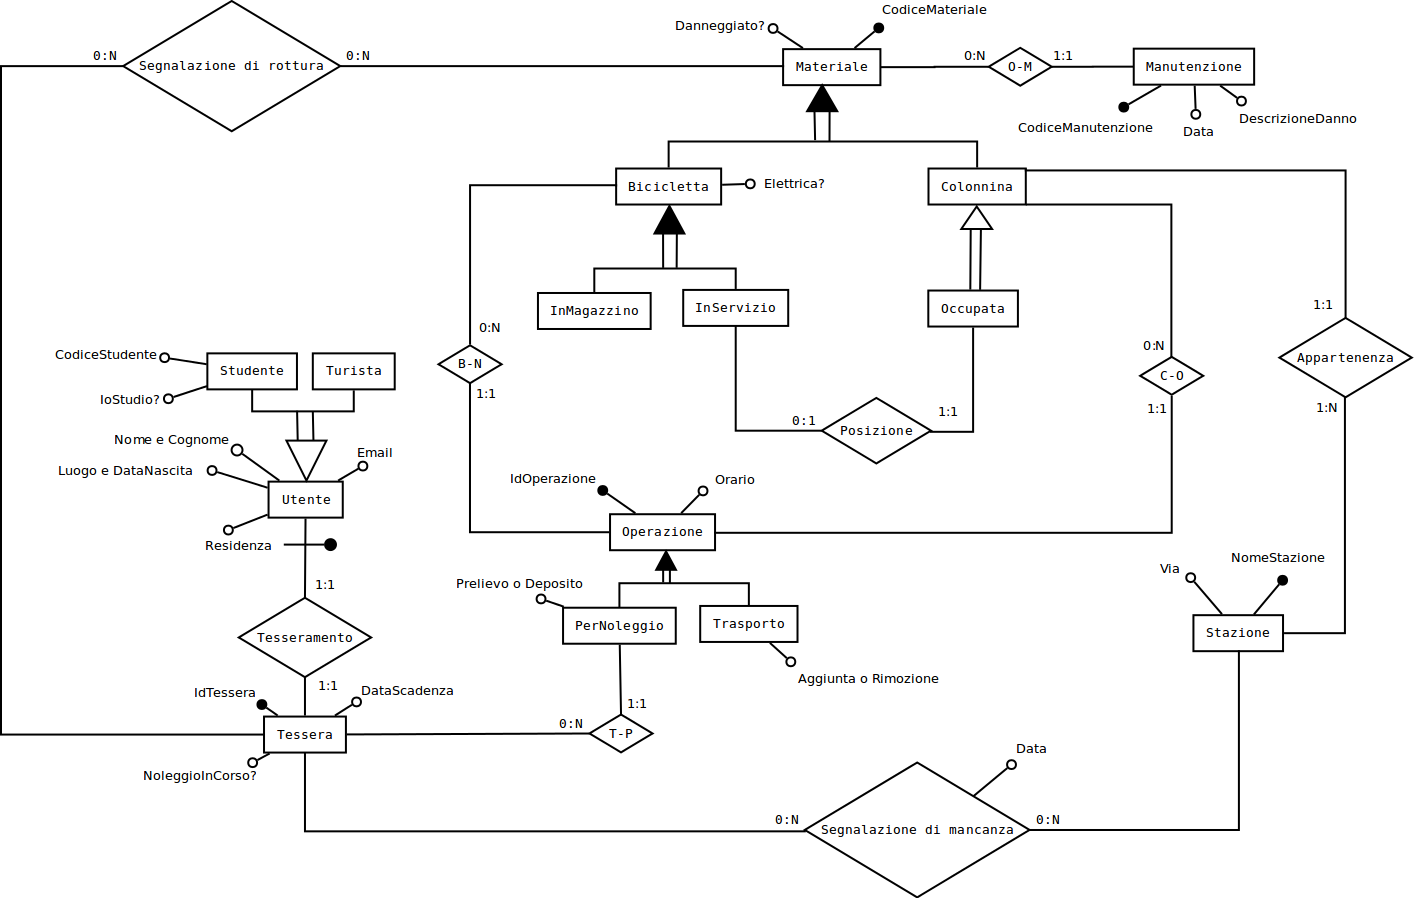 CodiceMateriale
Danneggiato?
0:N
Segnalazione di rottura
0:N
Materiale
0:N
O-M
1:1
Manutenzione
CodiceManutenzione
Data
DescrizioneDanno
Bicicletta
Elettrica?
Colonnina
InMagazzino
InServizio
Occupata
1:1
0:N
B-N
1:1
0:N
C-O
1:1
Appartenenza
1:N
CodiceStudente
Studente
Turista
IoStudio?
0:1
Posizione
1:1
Nome e Cognome
Luogo e DataNascita
Email
Utente
Residenza
IdOperazione
Orario
Operazione
1:1
Prelievo o Deposito
PerNoleggio
Trasporto
Aggiunta o Rimozione
Via
NomeStazione
Stazione
Tesseramento
1:1
IdTessera
DataScadenza
Tessera
NoleggioInCorso?
0:N
T-P
1:1
Data
0:N
Segnalazione di mancanza
0:N